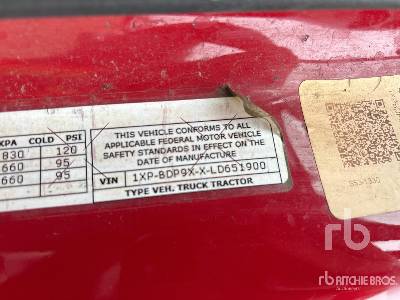 KPA COLD PSI
830 120
660 95
660 95
THIS VEHICLE CONFORMS TO ALL
APPLICABLE FEDERAL MOTOR VEHICLE
SAFETY STANDARDS IN EFFECT ON THE
DATE OF MANUFACTURE
VIN 1XP-BDP9X-X-LD651900
TYPE VEH. TRUCK TRACTOR
rb
rb RITCHIE BROS.